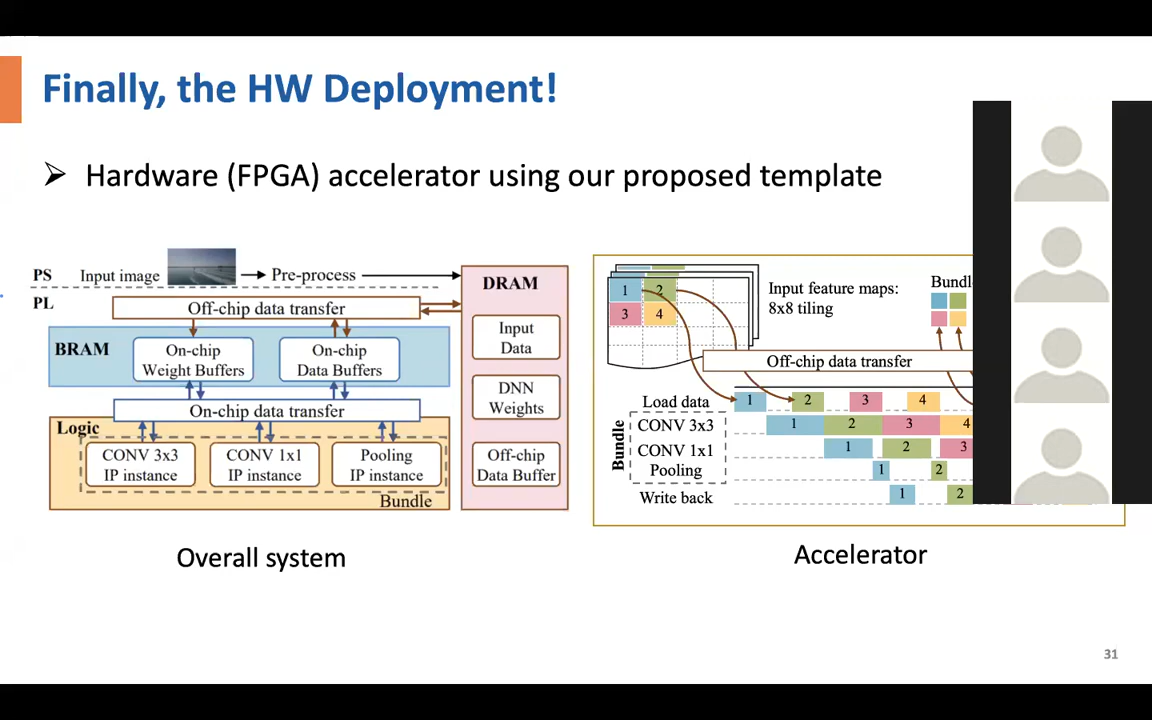 Finally, the HW Deployment!
➢ Hardware (FPGA) accelerator using our proposed template
PS
Input image
Pre-process
PL
Off-chip data transfer
BRAM
On-chip
Weight Buffers
On-chip
Data Buffers
On-chip data transfer
Logic
CONV 3x3
IP instance
CONV 1x1
IP instance
Pooling
IP instance
Bundle
DRAM
Input
Data
DNN
Weights
Off-chip
Data Buffer
Overall system
1 2
3 4
Input feature maps:
8x8 tiling
Off-chip data transfer
Load data 1 2 3 4
Bundle
CONV 3x3 1 2 3 4
CONV 1x1 1 2 3
Pooling 1 2
Write back 1 2
Accelerator
31